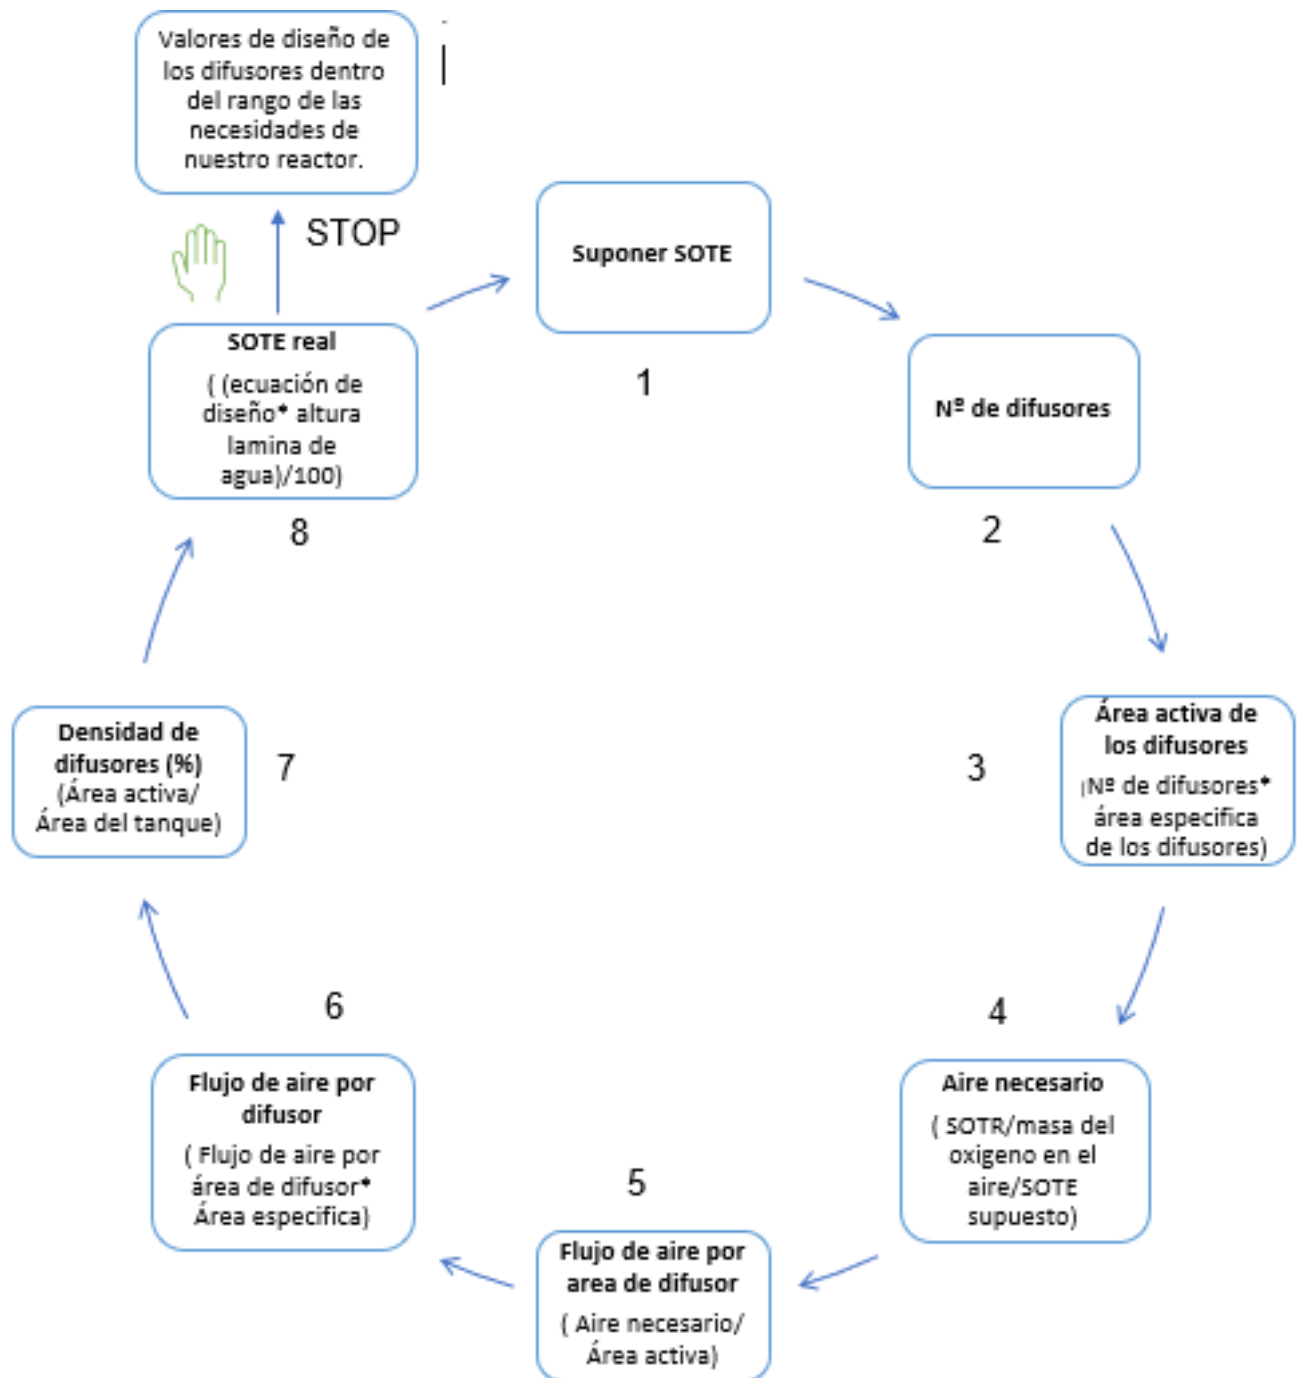 Valores de diseño de
los difusores dentro
del rango de las
necesidades de
nuestro reactor.
STOP
Suponer SOTE
1
Nº de difusores
2
Área activa de
los difusores
(Nº de difusores*
área especifica
de los difusores)
3
4
Aire necesario
( SOTR/masa del
oxigeno en el
aire/SOTE
supuesto)
5
Flujo de aire por
area de difusor
( Aire necesario/
Área activa)
6
Flujo de aire por
difusor
( Flujo de aire por
área de difusor*
Área especifica)
Densidad de
difusores (%)
(Área activa/
Área del tanque)
7
SOTE real
( (ecuación de
diseño* altura
lamina de
agua)/100)
8